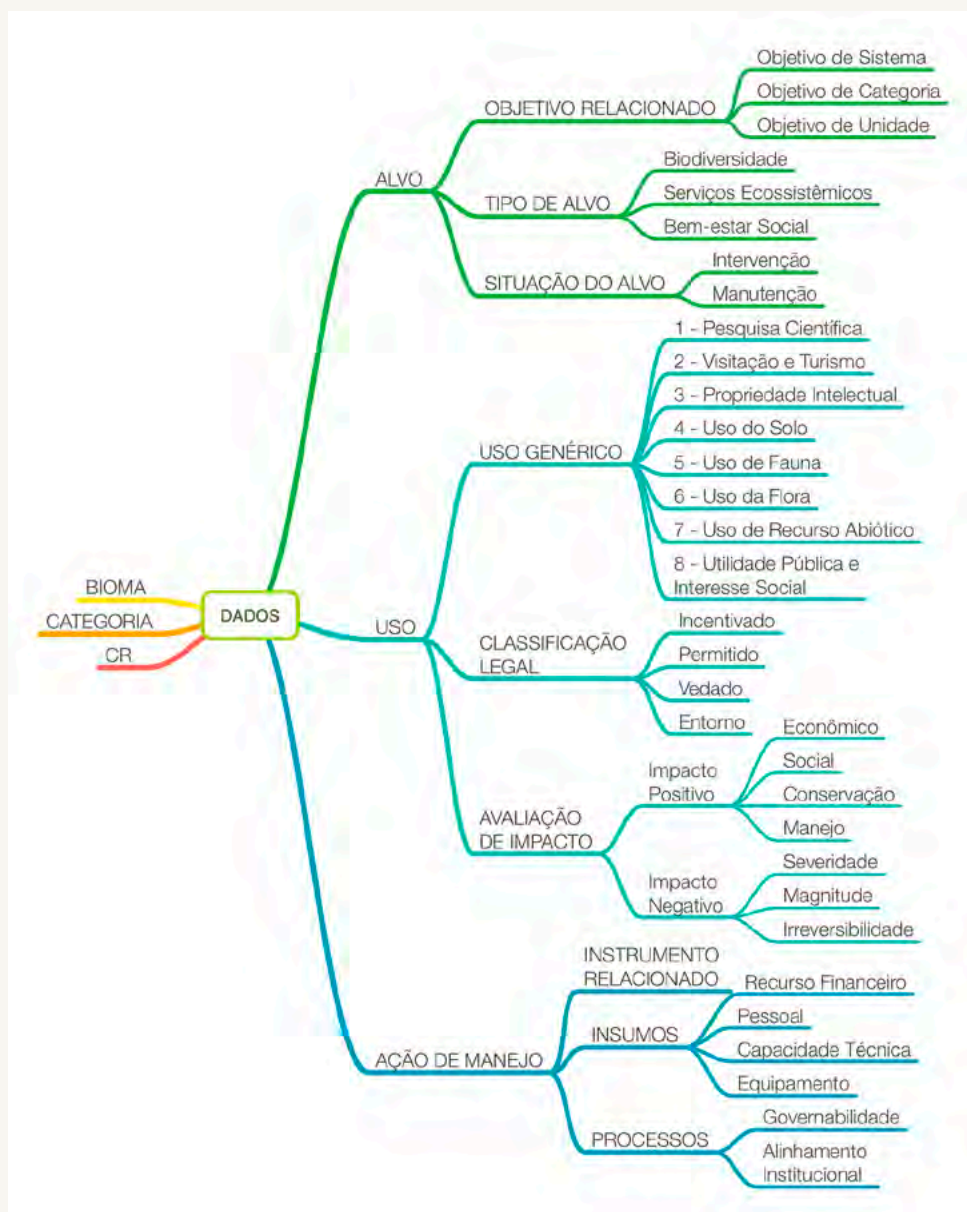 Objetivo de Sistema
Objetivo de Categoria
OBJETIVO RELACIONADO
Objetivo de Unidade
Biodiversidade
ALVO
Serviços Ecossistêmicos
TIPO DE ALVO
Bem-estar Social
Intervenção
SITUAÇÃO DO ALVO
Manutenção
1 - Pesquisa Científica
2 - Visitação e Turismo
3 - Propriedade Intelectual
4 - Uso do Solo
USO GENÉRICO
5 - Uso de Fauna
6 - Uso da Flora
7 - Uso de Recurso Abiótico
8 - Utilidade Pública e
Interesse Social
BIOMA
CATEGORIA
CR
DADOS
USO
Incentivado
CLASSIFICAÇÃO
LEGAL
Permitido
Vedado
Entorno
Econômico
Social
Impacto
Positivo
Conservação
Manejo
AVALIAÇÃO
DE IMPACTO
Severidade
Impacto
Negativo
Magnitude
Irreversibilidade
INSTRUMENTO
RELACIONADO
Recurso Financeiro
Pessoal
INSUMOS
Capacidade Técnica
AÇÃO DE MANEJO
Equipamento
Governabilidade
PROCESSOS
Alinhamento
Institucional